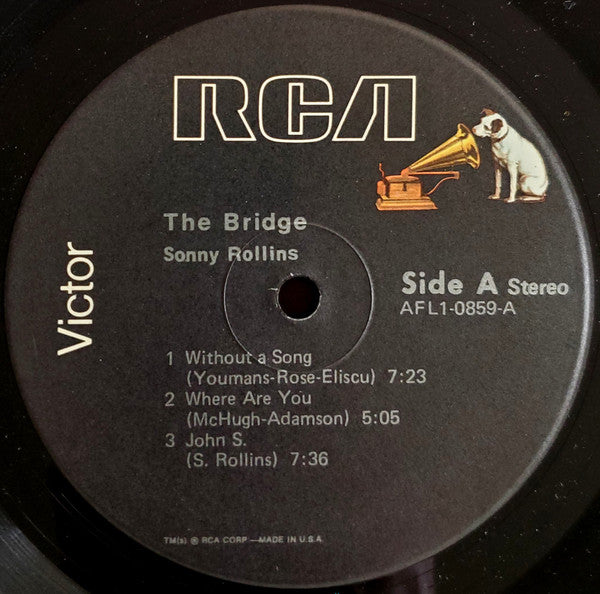 RCA
Victor
The Bridge
Sonny Rollins
Side A Stereo
AFL1-0859-A
1 Without a Song
(Youmans-Rose-Eliscu) 7:23
2 Where Are You
(McHugh-Adamson) 5:05
3 John S.
(S. Rollins) 7:36
TM(s) ® RCA CORP.—MADE IN U.S.A.